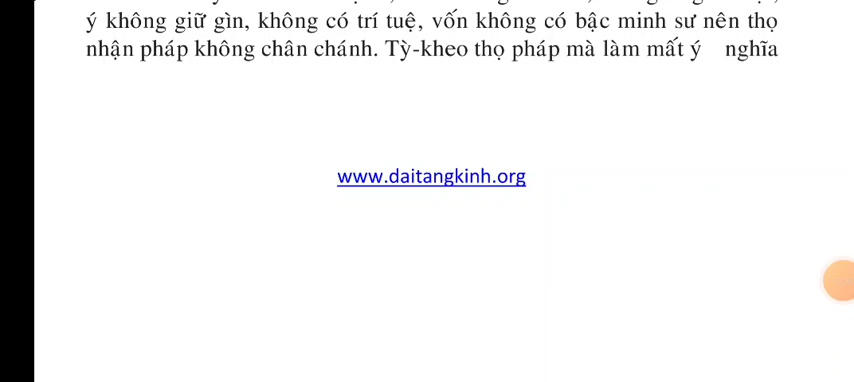 ý không giữ gìn, không có trí tuệ, vốn không có bậc minh sư nên thọ
nhận pháp không chân chánh. Tỳ-kheo thọ pháp mà làm mất ý nghĩa
www.daitangkinh.org